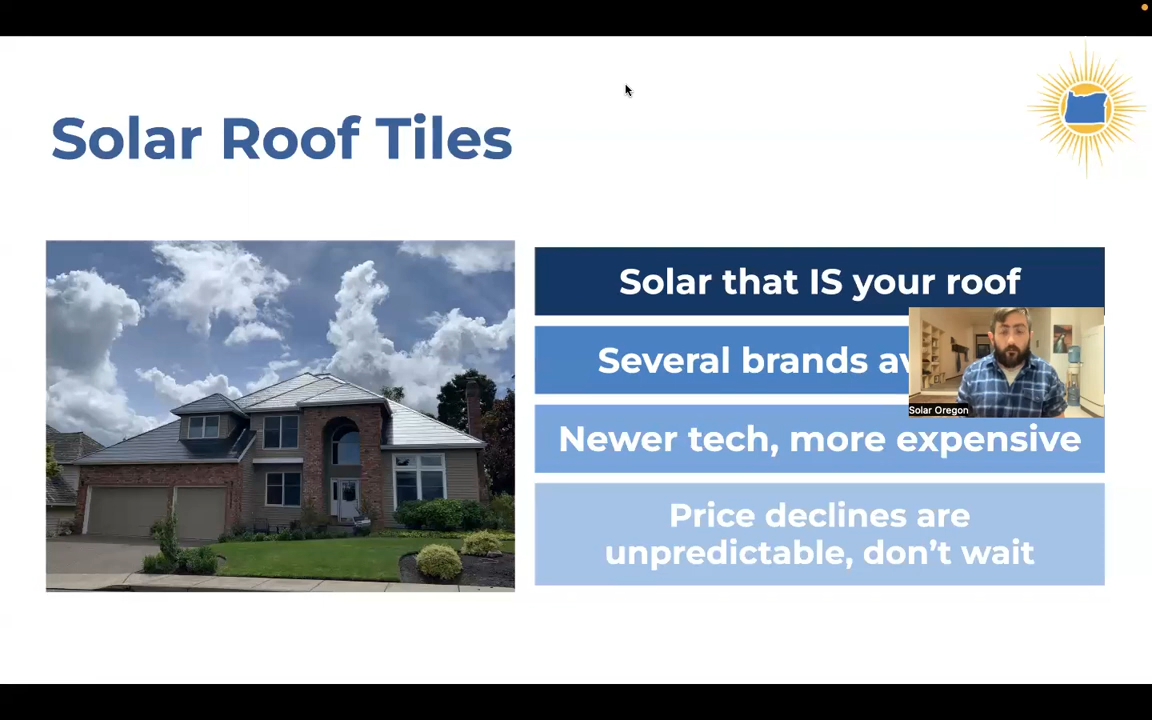 Solar Roof Tiles
Solar that IS your roof
Several brands
Solar Oregon
Newer tech, more expensive
Price declines are
unpredictable, don’t wait